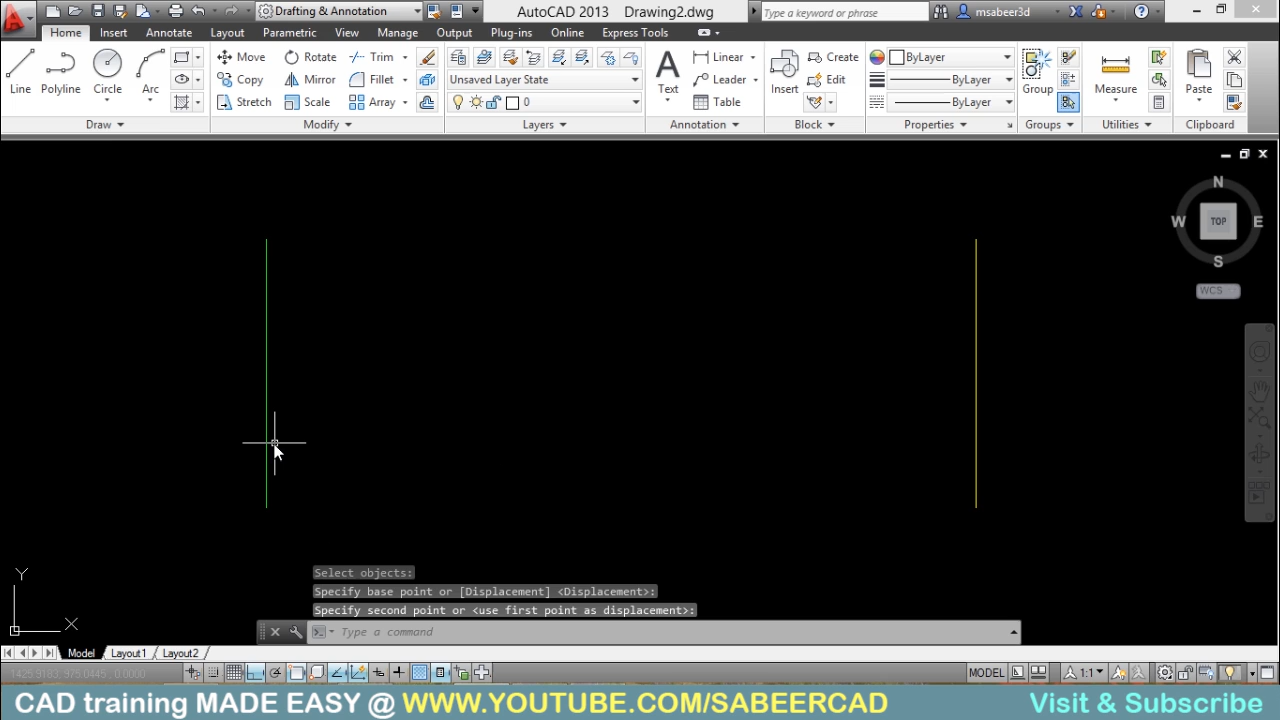 Drafting & Annotation
AutoCAD 2013 Drawing2.dwg
Type a keyword or phrase
msabeer3d
Home Insert Annotate Layout Parametric View Manage Output Plug-ins Online Express Tools
Line Polyline Circle Arc
Draw
Move Rotate Trim
Copy Mirror Fillet
Stretch Scale Array
Modify
Unsaved Layer State
0
Layers
Text
Linear
Leader
Table
Annotation
Insert
Create
Edit
Block
ByLayer
ByLayer
ByLayer
Properties
Group
Groups
Measure
Utilities
Paste
Clipboard
N
W TOP E
S
WCS
Y
X
Select objects:
Specify base point or [Displacement] <Displacement>:
Specify second point or <use first point as displacement>:
Type a command
Model Layout1 Layout2
MODEL 1:1
CAD training MADE EASY @ WWW.YOUTUBE.COM/SABEERCAD Visit & Subscribe